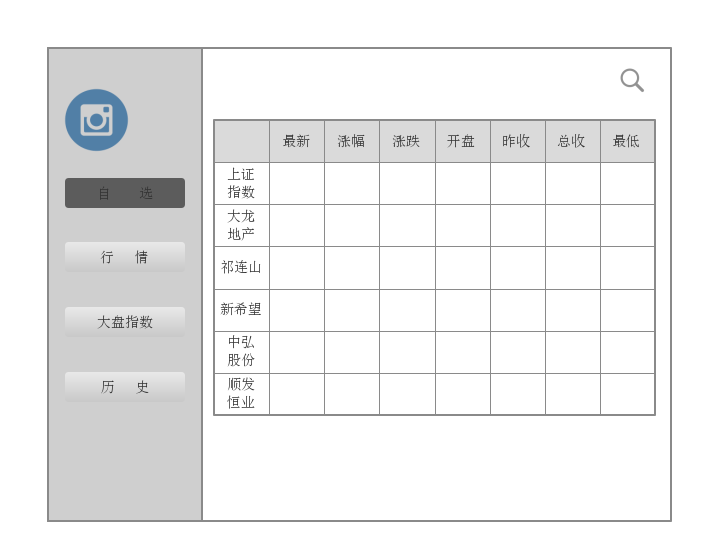 自 选
行 情
大盘指数
历 史
最新 涨幅 涨跌 开盘 昨收 总收 最低
上证
指数
大龙
地产
祁连山
新希望
中弘
股份
顺发
恒业